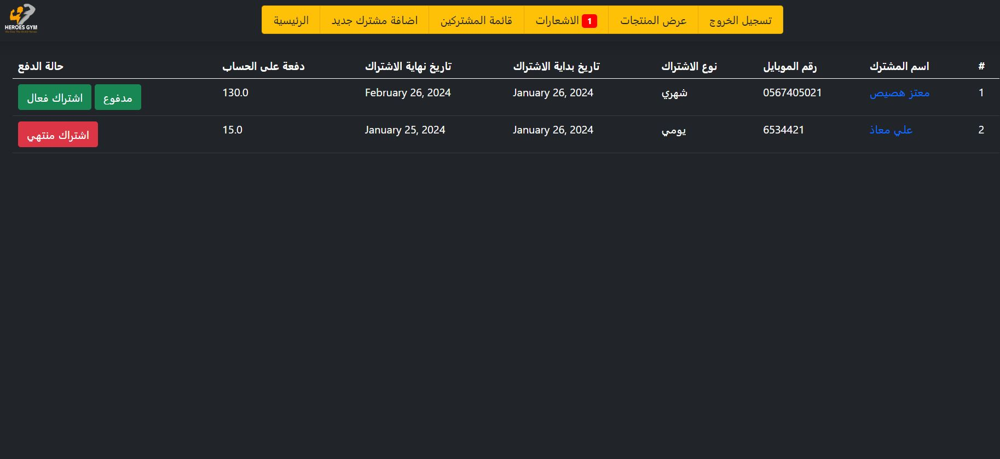 HEROES GYM
We Give The World Heroes
الرئيسية
اضافة مشترك جديد
قائمة المشتركين
الاشعارات 1
عرض المنتجات
تسجيل الخروج
# اسم المشترك رقم الموبايل نوع الاشتراك تاريخ بداية الاشتراك تاريخ نهاية الاشتراك دفعة على الحساب حالة الدفع
1 معتز هصيص 0567405021 شهري January 26, 2024 February 26, 2024 130.0 مدفوع اشتراك فعال
2 علي معاذ 6534421 يومي January 26, 2024 January 25, 2024 15.0 اشتراك منتهي